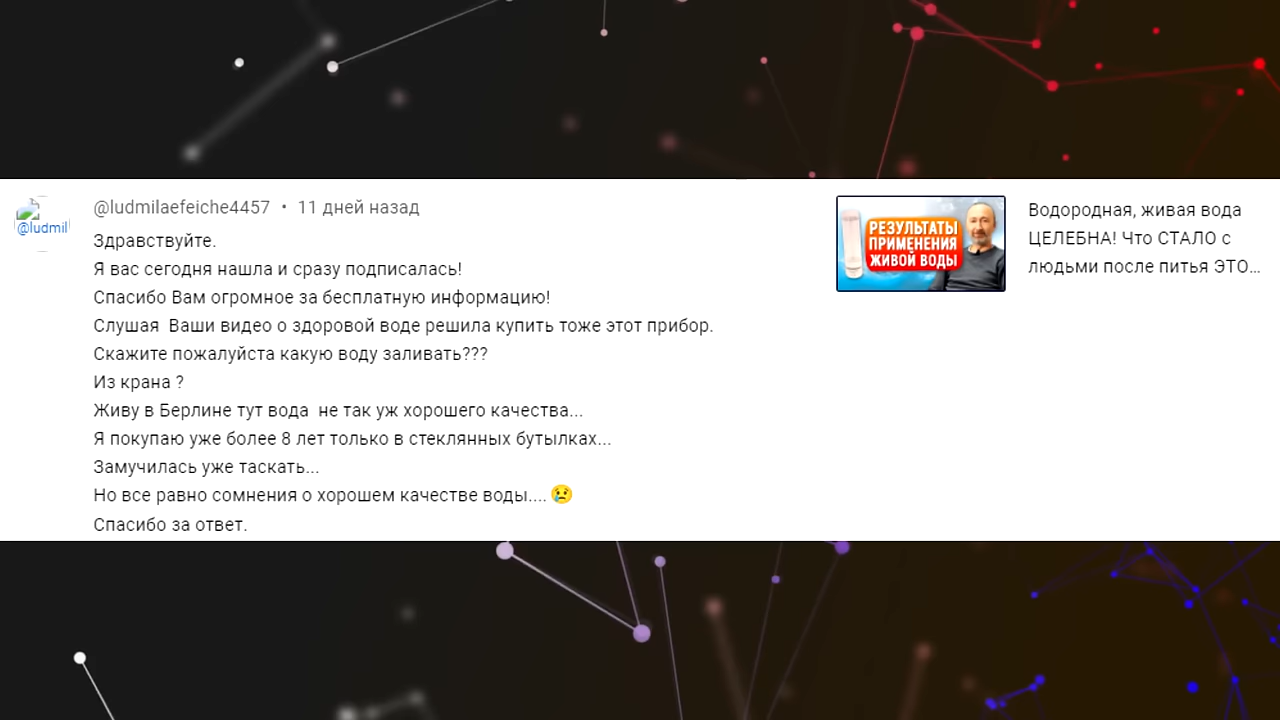 @ludmil
@ludmilaefeiche4457 • 11 дней назад
Здравствуйте.
Я вас сегодня нашла и сразу подписалась!
Спасибо Вам огромное за бесплатную информацию!
Слушая Ваши видео о здоровой воде решила купить тоже этот прибор.
Скажите пожалуйста какую воду заливать???
Из крана ?
Живу в Берлине тут вода не так уж хорошего качества...
Я покупаю уже более 8 лет только в стеклянных бутылках...
Замучилась уже таскать...
Но все равно сомнения о хорошем качестве воды.... 😢
Спасибо за ответ.
РЕЗУЛЬТАТЫ
ПРИМЕНЕНИЯ
ЖИВОЙ ВОДЫ
Водородная, живая вода
ЦЕЛЕБНА! Что СТАЛО с
людьми после питья ЭТО...